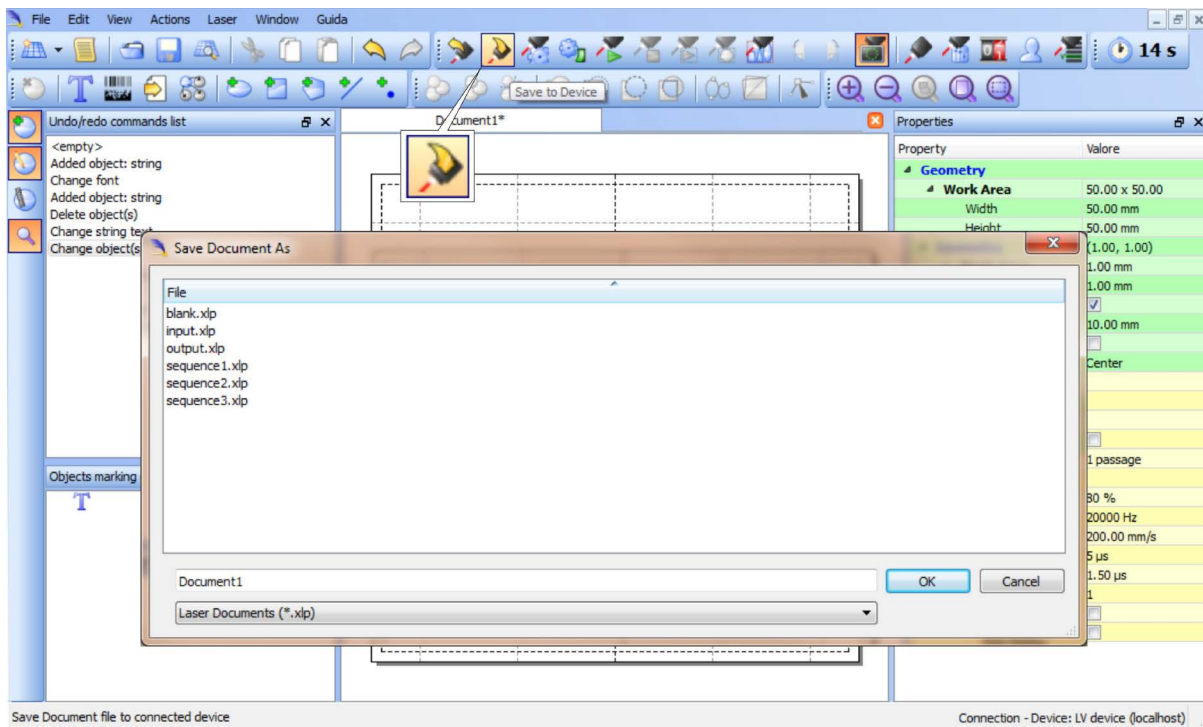 File Edit View Actions Laser Window Guida
14 s
Save to Device
Undo/redo commands list
<empty>
Added object: string
Change font
Added object: string
Delete object(s)
Change string text
Change object(s
Objects marking
T
Document1*
Save Document As
File
blank.xlp
input.xlp
output.xlp
sequence1.xlp
sequence2.xlp
sequence3.xlp
Document1
OK Cancel
Laser Documents (*.xlp)
Properties
Property Valore
Geometry
Work Area 50.00 x 50.00
Width 50.00 mm
Height 50.00 mm
(1.00, 1.00)
1.00 mm
1.00 mm
10.00 mm
Center
1 passage
80 %
20000 Hz
200.00 mm/s
5 µs
1.50 µs
1
Save Document file to connected device
Connection - Device: LV device (localhost)